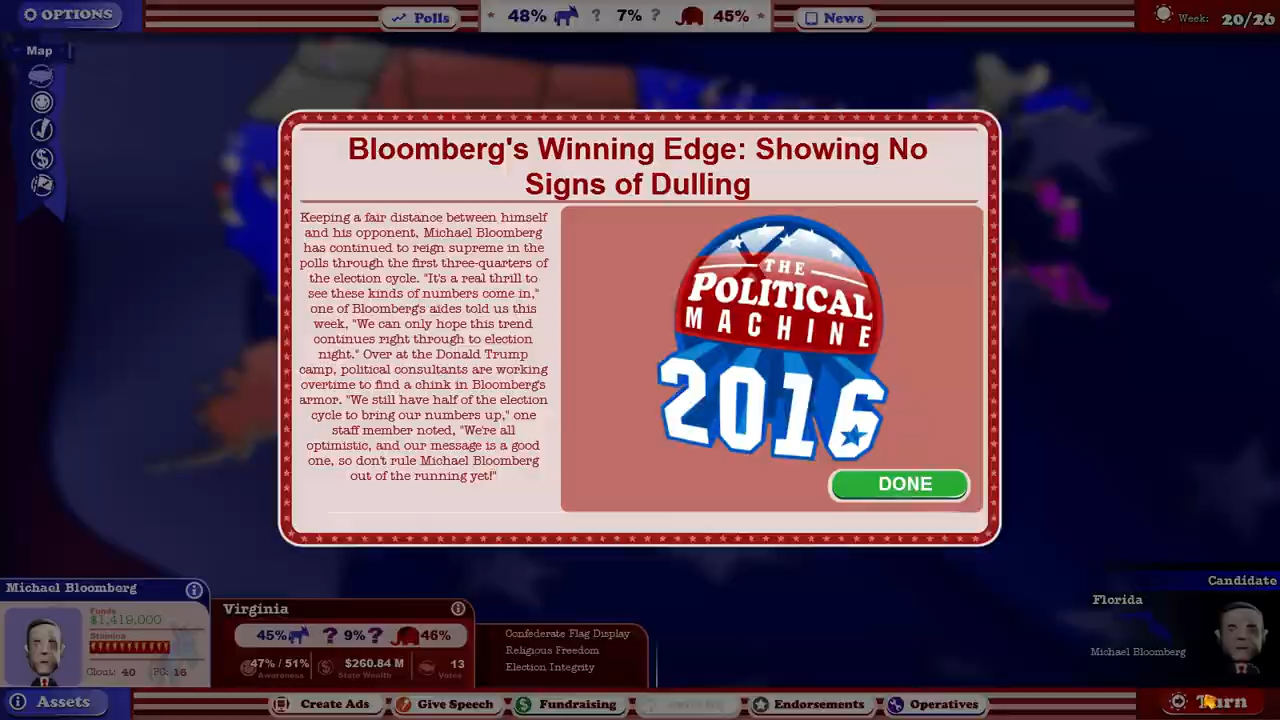 OPTIONS
Polls
48% ? 7% ? 45%
News
Week: 20/26
Map
Bloomberg's Winning Edge: Showing No
Signs of Dulling
Keeping a fair distance between himself
and his opponent, Michael Bloomberg
has continued to reign supreme in the
polls through the first three-quarters of
the election cycle. "It's a real thrill to
see these kinds of numbers come in,"
one of Bloomberg's aides told us this
week, "We can only hope this trend
continues right through to election
night." Over at the Donald Trump
camp, political consultants are working
overtime to find a chink in Bloomberg's
armor. "We still have half of the election
cycle to bring our numbers up," one
staff member noted, "We're all
optimistic, and our message is a good
one, so don't rule Michael Bloomberg
out of the running yet!"
THE
POLITICAL
MACHINE
2016
DONE
Michael Bloomberg
Funds
$1,419,000
Stamina
Clout: 40 PC: 16
Virginia
45% ? 9% ? 46%
47% / 51%
Awareness
$260.84 M
State Wealth
13
Votes
Confederate Flag Display
Religious Freedom
Election Integrity
Candidate
Florida
Michael Bloomberg
Assets
Create Ads
Give Speech
Fundraising
Endorsements
Operatives
Turn